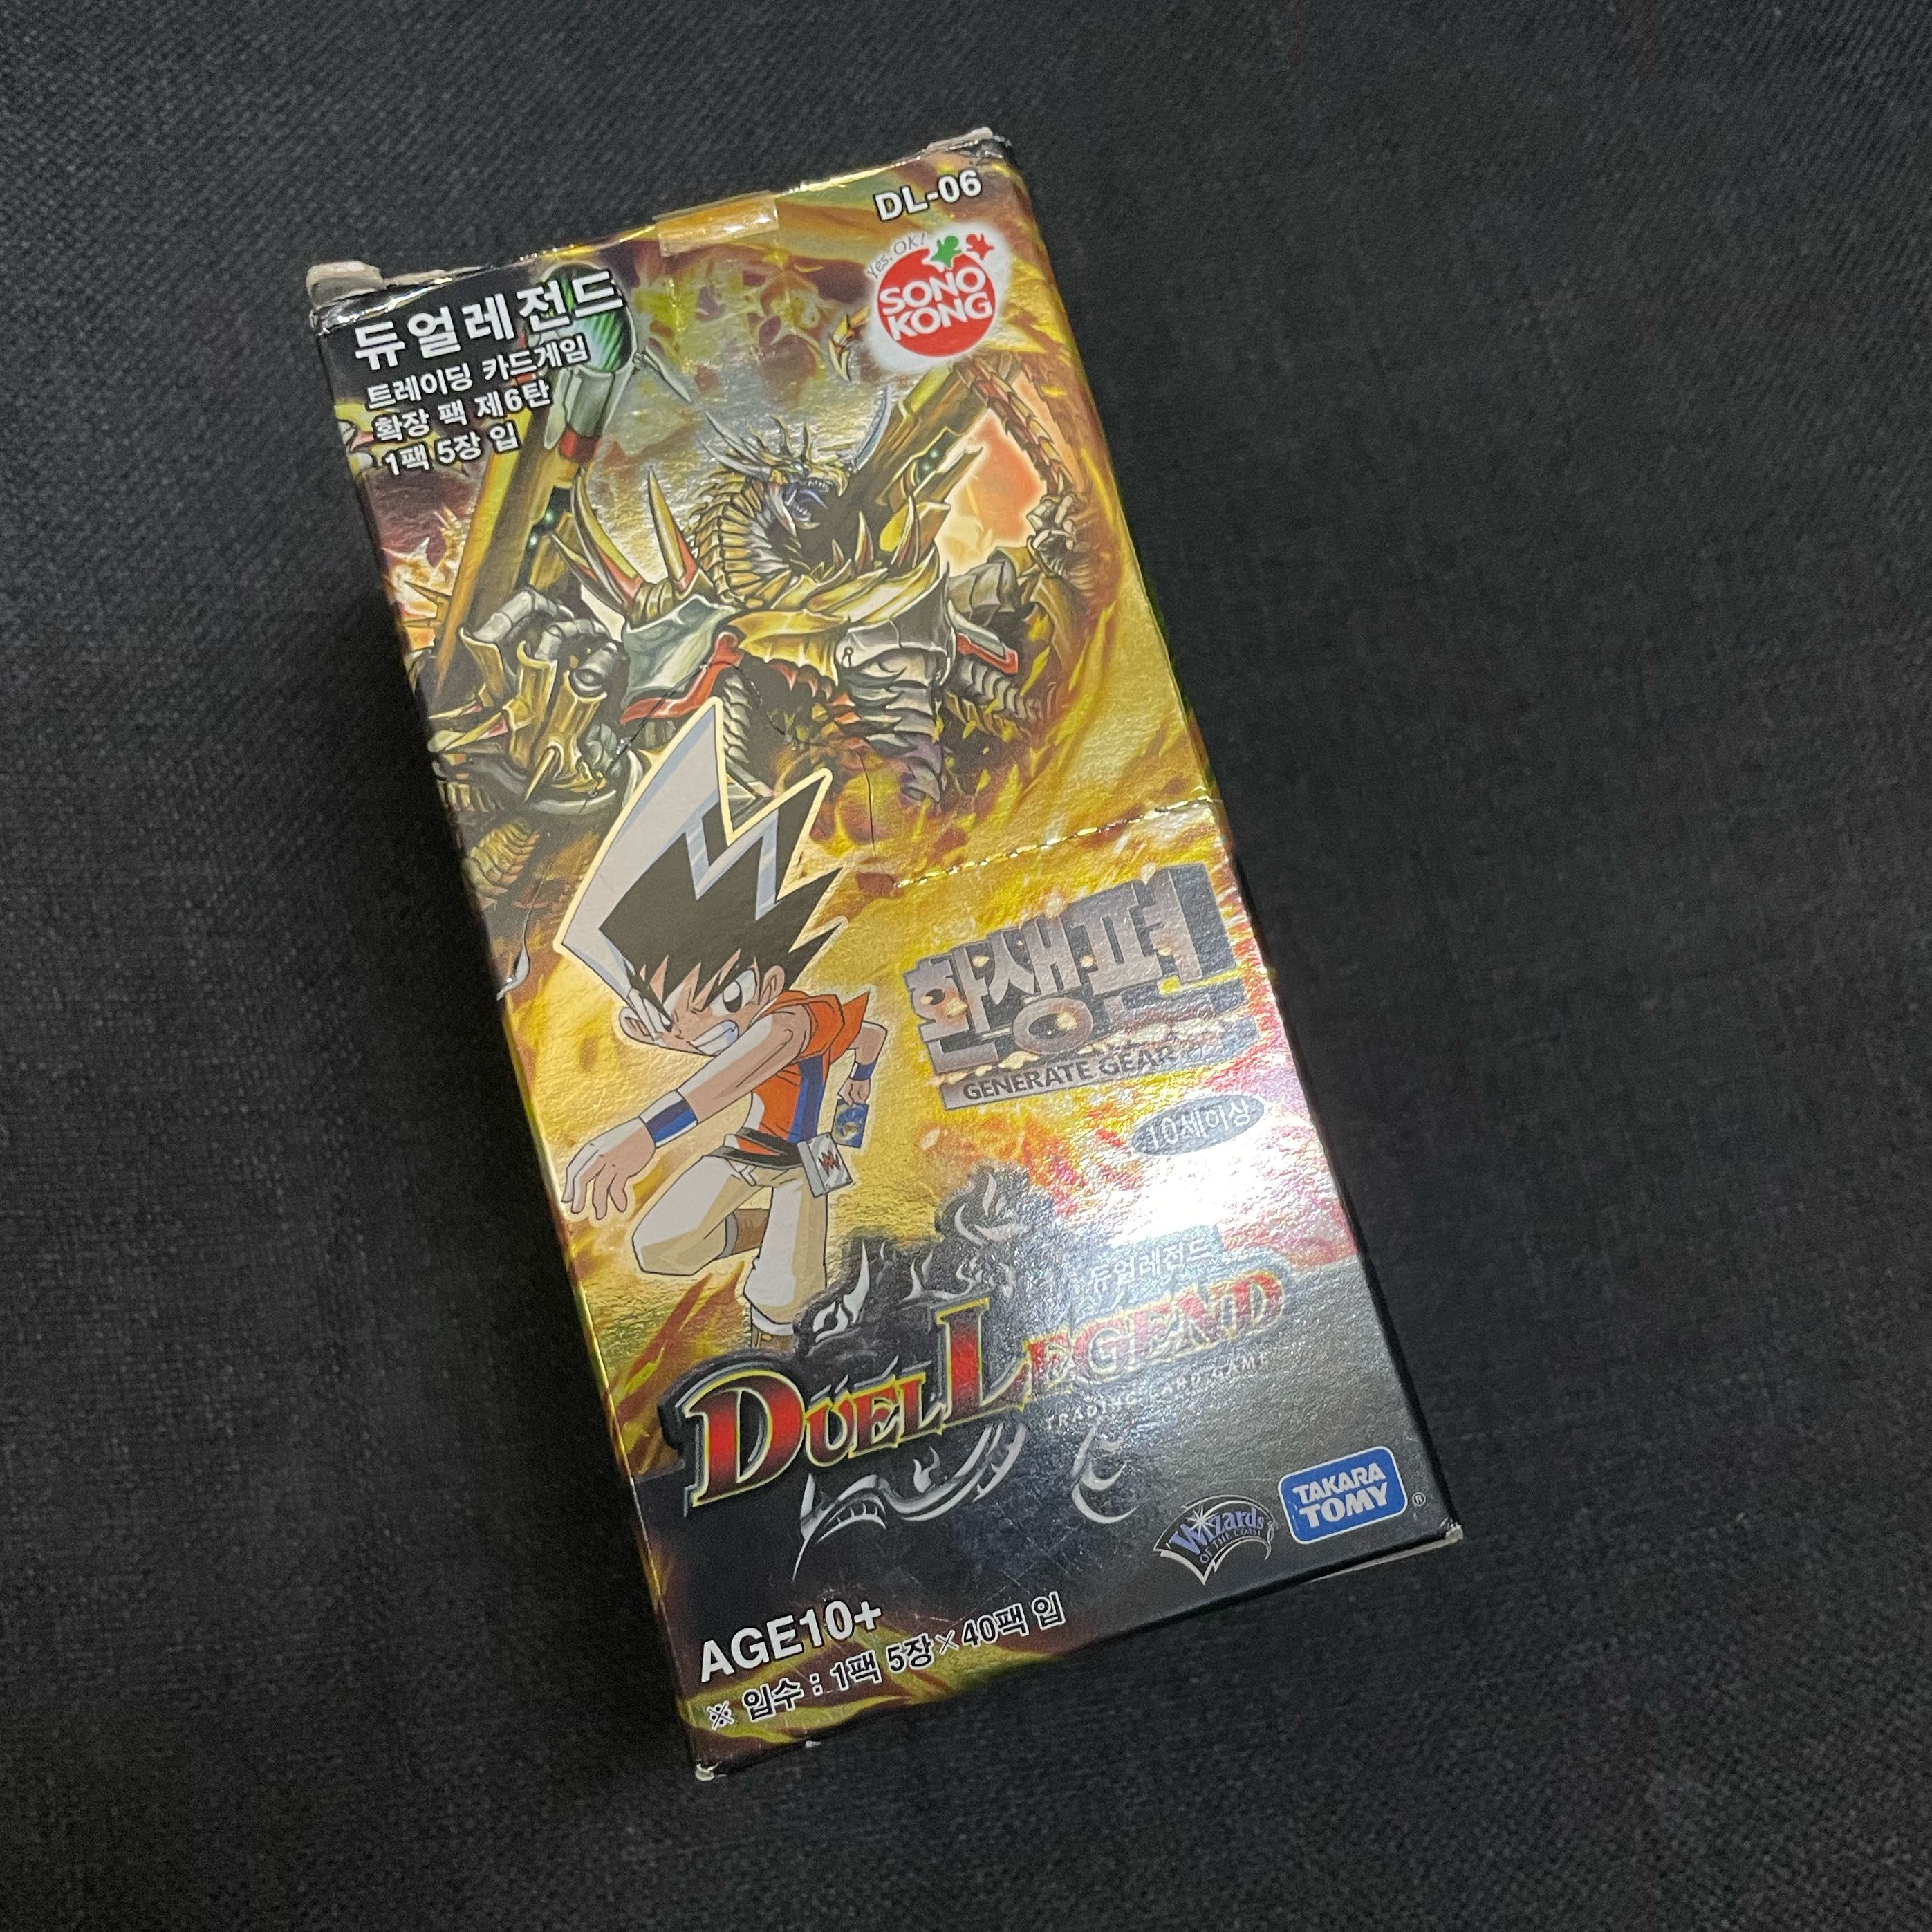 DL-06
Yes, OK!
SONO
KONG
듀얼레전드
트레이딩 카드게임
확장 팩 제6탄
1팩 5장 입
환생편
GENERATE GEAR
10세이상
듀얼레전드
DUEL LEGEND
TRADING CARD GAME
TAKARA
TOMY ®
Wizards
OF THE COAST
AGE10+
※ 입수 : 1팩 5장×40팩 입